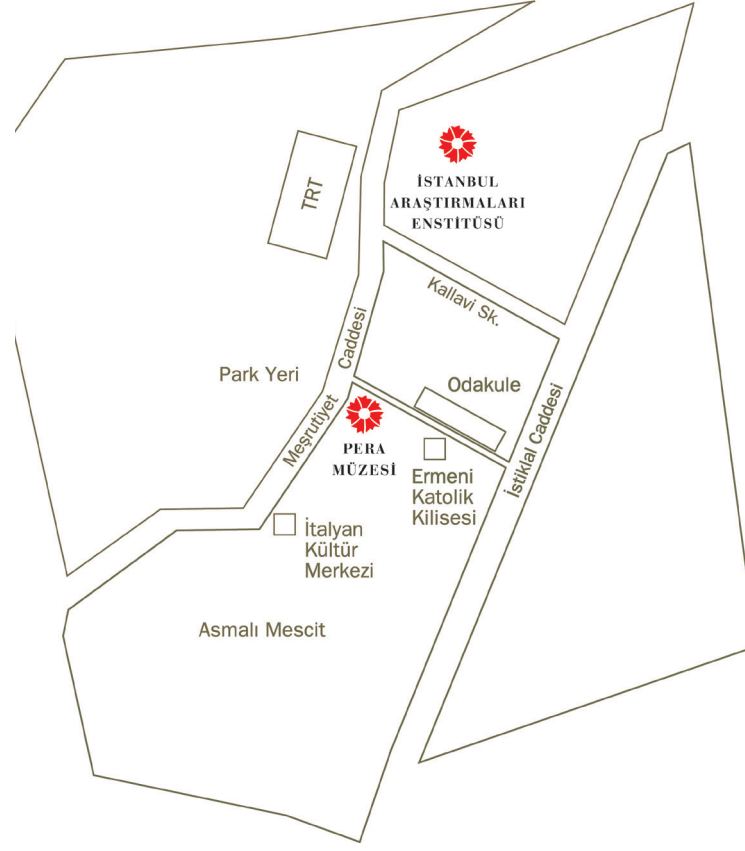 TRT
İSTANBUL
ARAŞTIRMALARI
ENSTİTÜSÜ
Kallavi Sk.
Meşrutiyet Caddesi
Park Yeri
Odakule
İstiklal Caddesi
PERA
MÜZESİ
Ermeni
Katolik
Kilisesi
İtalyan
Kültür
Merkezi
Asmalı Mescit